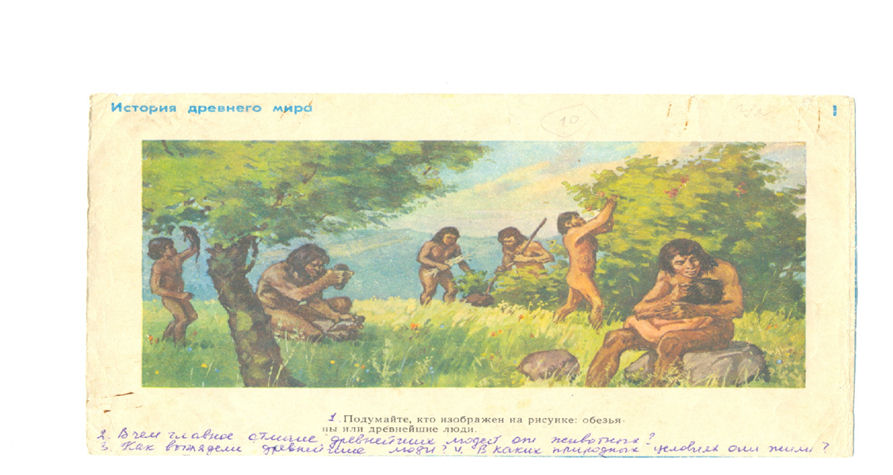 История древнего мира
10
1. Подумайте, кто изображен на рисунке: обезья-
ны или древнейшие люди.
2. В чем главное отличие древнейших людей от животных?
3. Как выглядели древнейшие люди? 4. В каких природных условиях они жили?